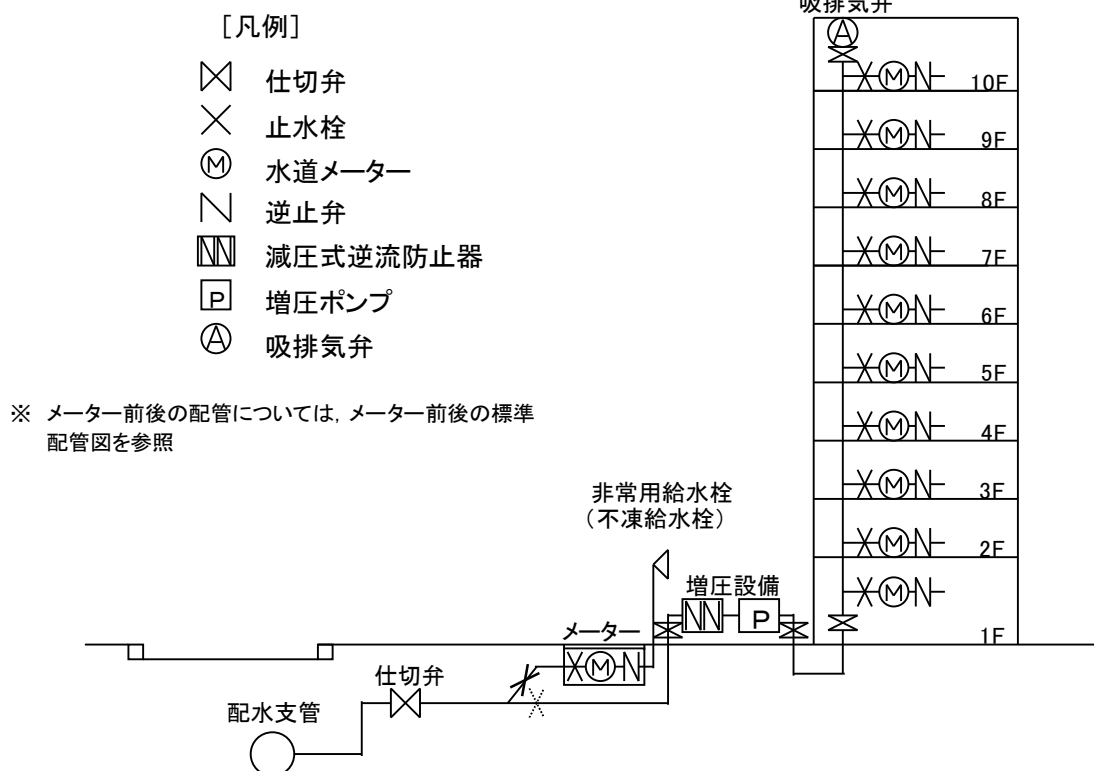 吸排気弁
[凡例]
仕切弁
止水栓
M 水道メーター
逆止弁
減圧式逆流防止器
P 増圧ポンプ
A 吸排気弁
※ メーター前後の配管については，メーター前後の標準
配管図を参照
A
M 10F
M 9F
M 8F
M 7F
M 6F
M 5F
M 4F
M 3F
M 2F
M
1F
非常用給水栓
（不凍給水栓）
増圧設備
P
メーター
M
仕切弁
配水支管